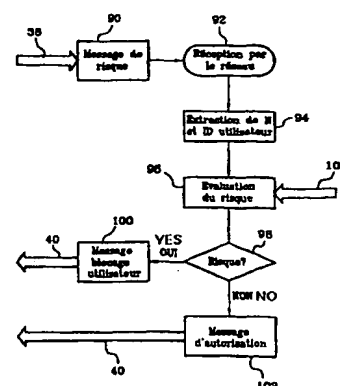 90
92
38
Message de
risque
Réception par
le réseau
Extraction de N
et ID utilisateur
94
96
Evaluation
du risque
10
100
98
40
Message
blocage
utilisateur
YES
OUI
Risque?
NON NO
Message
d'autorisation
40
102